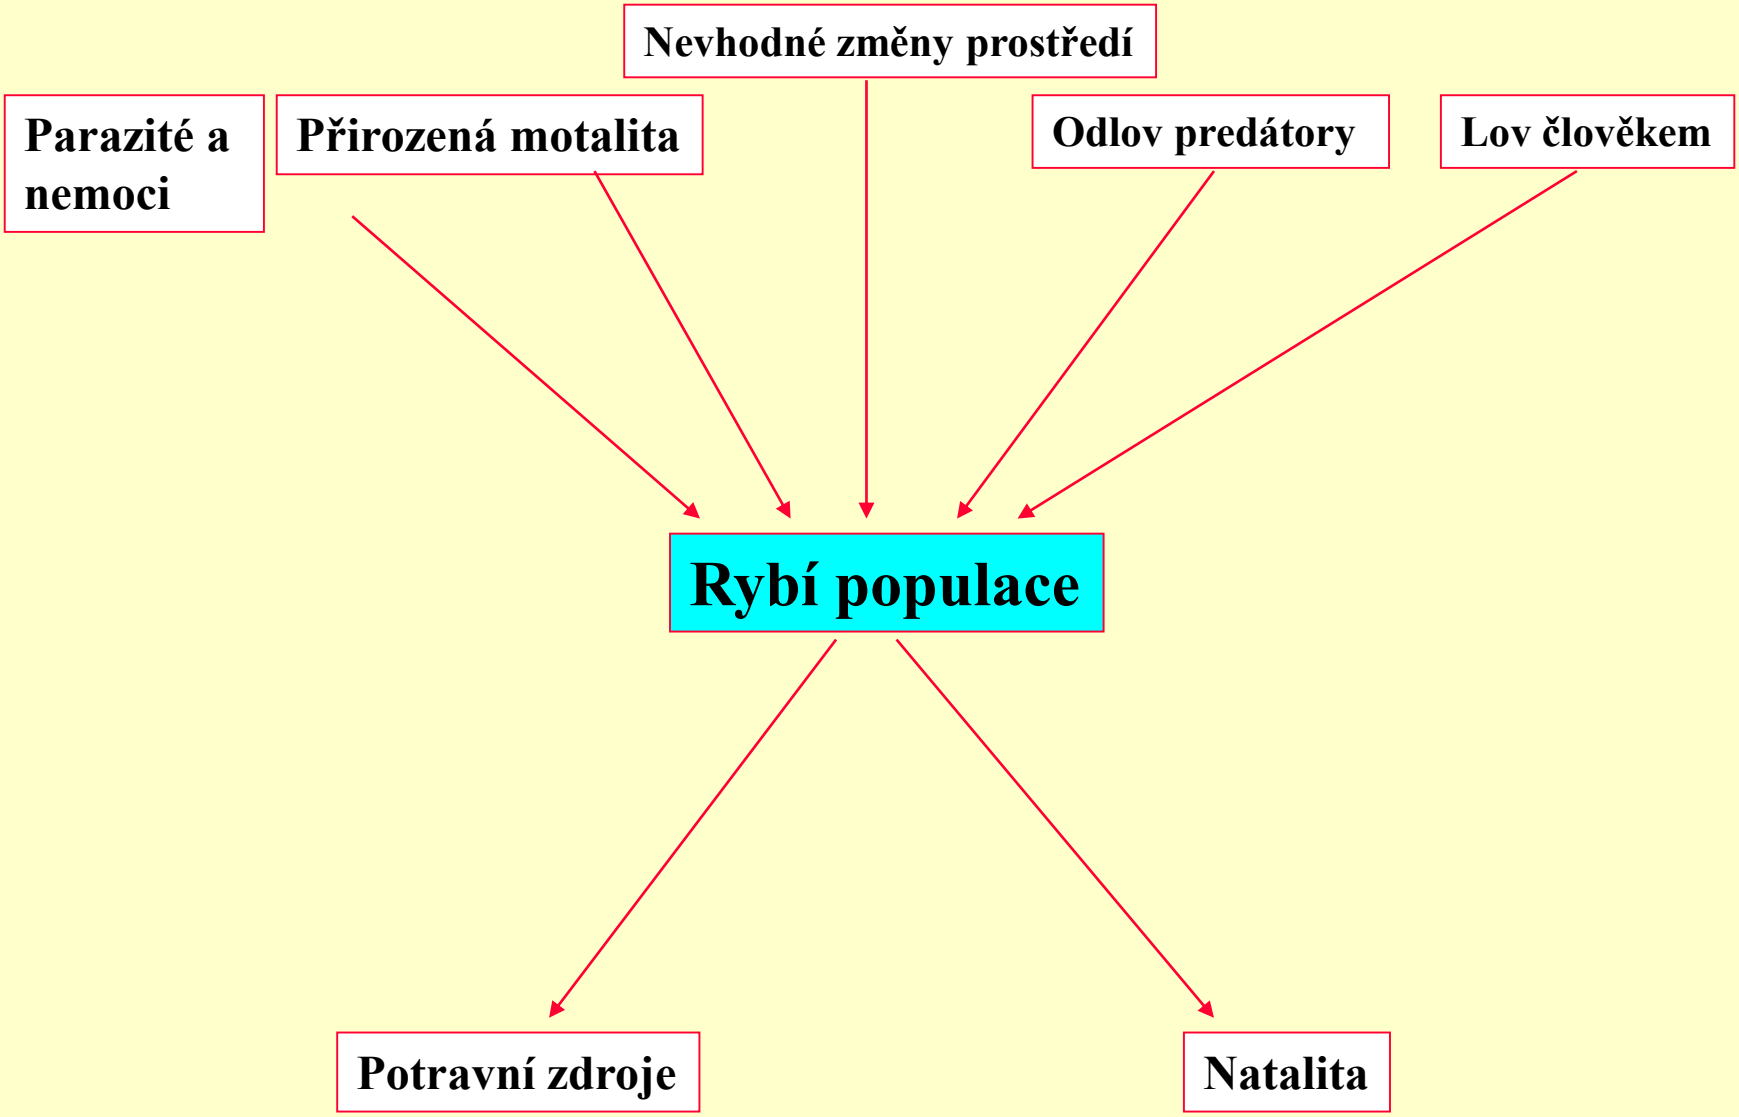 Nevhodné změny prostředí
Parazité a
nemoci
Přirozená motalita
Odlov predátory
Lov člověkem
Rybí populace
Potravní zdroje
Natalita